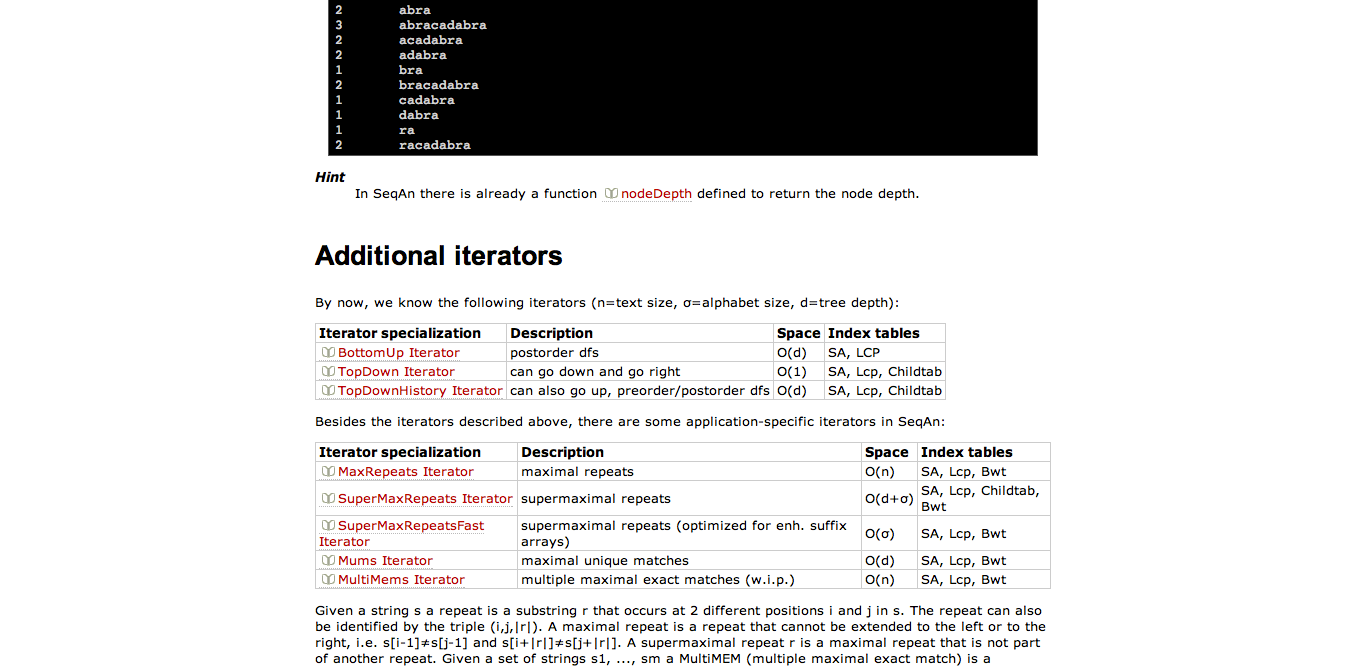 2 abra
3 abracadabra
2 acadabra
2 adabra
1 bra
2 bracadabra
1 cadabra
1 dabra
1 ra
2 racadabra
Hint
In SeqAn there is already a function nodeDepth defined to return the node depth.
Additional iterators
By now, we know the following iterators (n=text size, σ=alphabet size, d=tree depth):
Iterator specialization Description Space Index tables
BottomUp Iterator postorder dfs O(d) SA, LCP
TopDown Iterator can go down and go right O(1) SA, Lcp, Childtab
TopDownHistory Iterator can also go up, preorder/postorder dfs O(d) SA, Lcp, Childtab
Besides the iterators described above, there are some application-specific iterators in SeqAn:
Iterator specialization Description Space Index tables
MaxRepeats Iterator maximal repeats O(n) SA, Lcp, Bwt
SuperMaxRepeats Iterator supermaximal repeats O(d+σ) SA, Lcp, Childtab,
Bwt
SuperMaxRepeatsFast
Iterator
supermaximal repeats (optimized for enh. suffix
arrays)
O(σ) SA, Lcp, Bwt
Mums Iterator maximal unique matches O(d) SA, Lcp, Bwt
MultiMems Iterator multiple maximal exact matches (w.i.p.) O(n) SA, Lcp, Bwt
Given a string s a repeat is a substring r that occurs at 2 different positions i and j in s. The repeat can also
be identified by the triple (i,j,|r|). A maximal repeat is a repeat that cannot be extended to the left or to the
right, i.e. s[i-1]≠s[j-1] and s[i+|r|]≠s[j+|r|]. A supermaximal repeat r is a maximal repeat that is not part
of another repeat. Given a set of strings s1, ..., sm a MultiMEM (multiple maximal exact match) is a